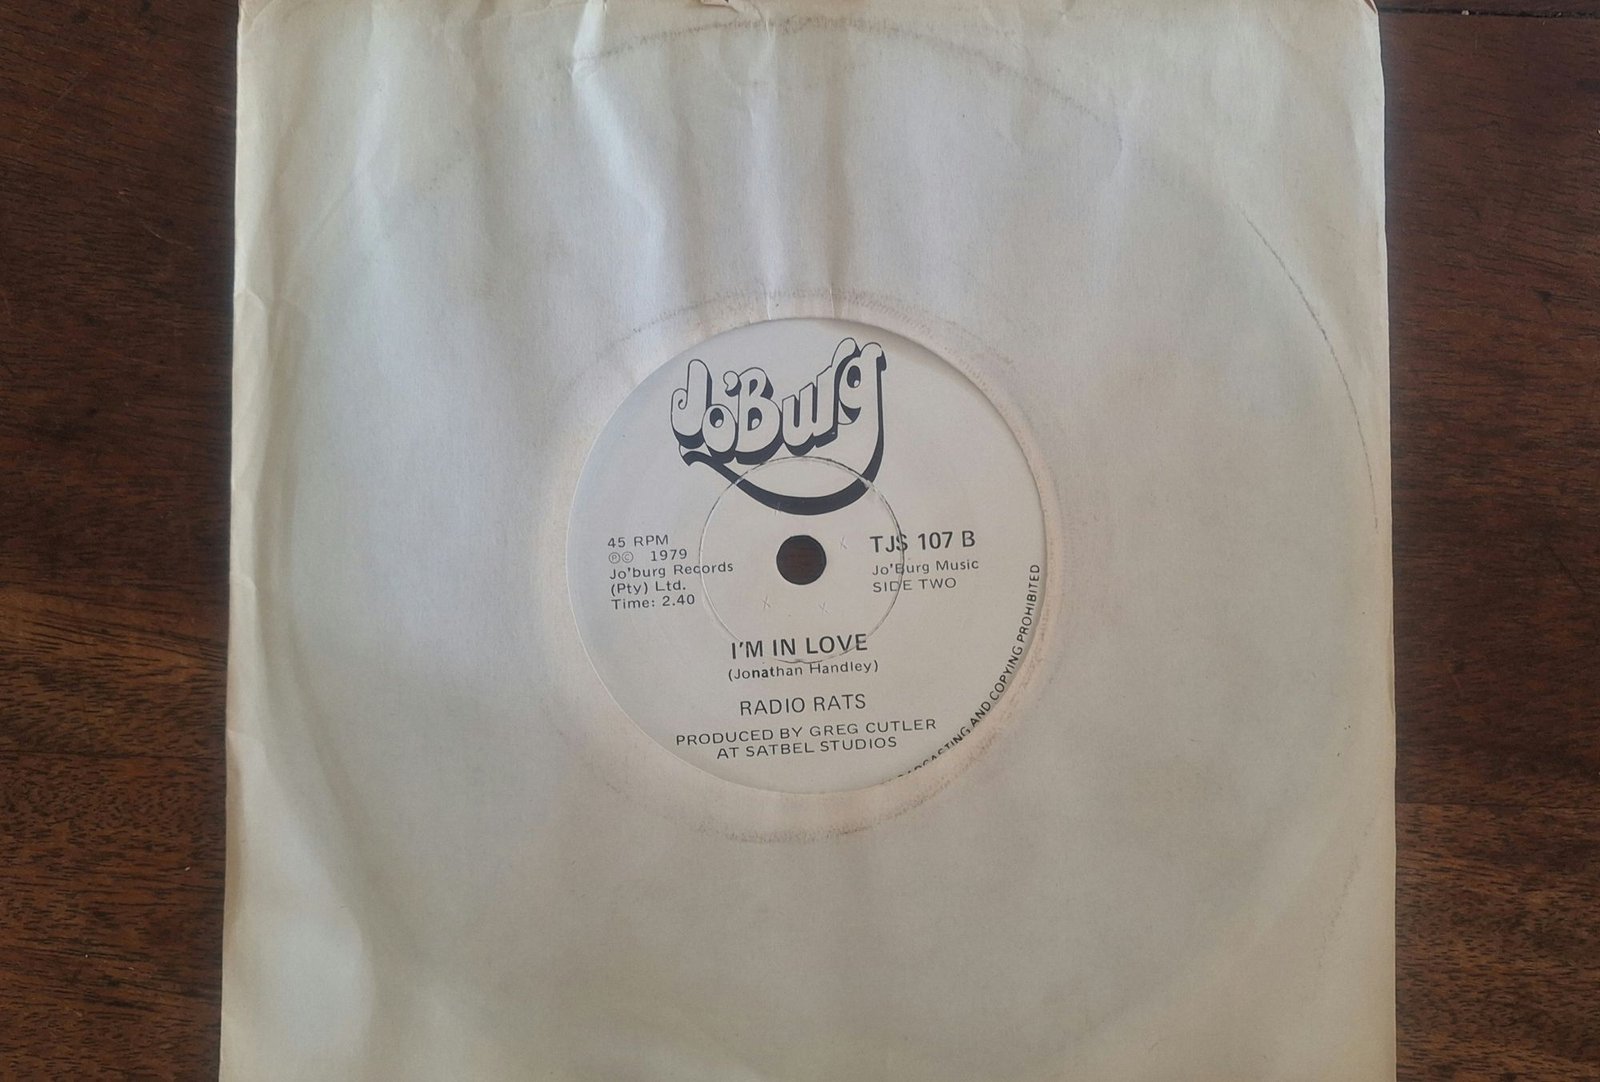 Jo'Burg
45 RPM
Ⓟ© 1979
Jo'burg Records
(Pty) Ltd.
Time: 2.40
TJS 107 B
Jo'Burg Music
SIDE TWO
I'M IN LOVE
(Jonathan Handley)
RADIO RATS
PRODUCED BY GREG CUTLER
AT SATBEL STUDIOS
AND COPYING PROHIBITED